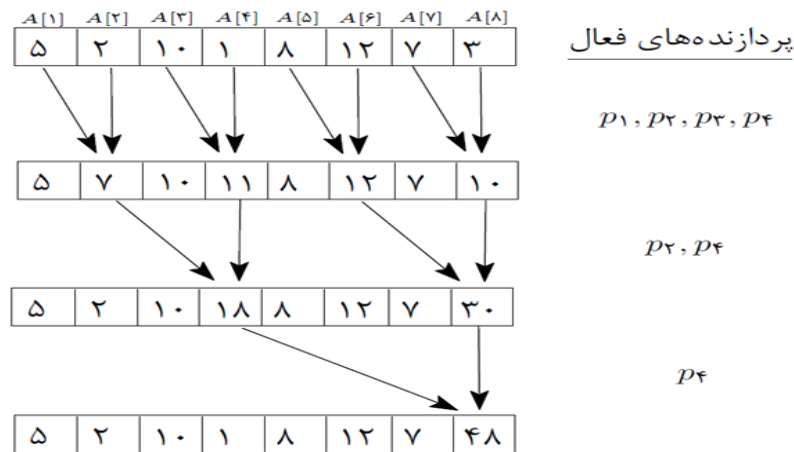 A[۱] A[۲] A[۳] A[۴] A[۵] A[۶] A[۷] A[۸]
۵ ۲ ۱۰ ۱ ۸ ۱۲ ۷ ۳
پردازنده‌های فعال
p۱, p۲, p۳, p۴
۵ ۷ ۱۰ ۱۱ ۸ ۱۲ ۷ ۱۰
p۲, p۴
۵ ۲ ۱۰ ۱۸ ۸ ۱۲ ۷ ۳۰
p۴
۵ ۲ ۱۰ ۱ ۸ ۱۲ ۷ ۴۸